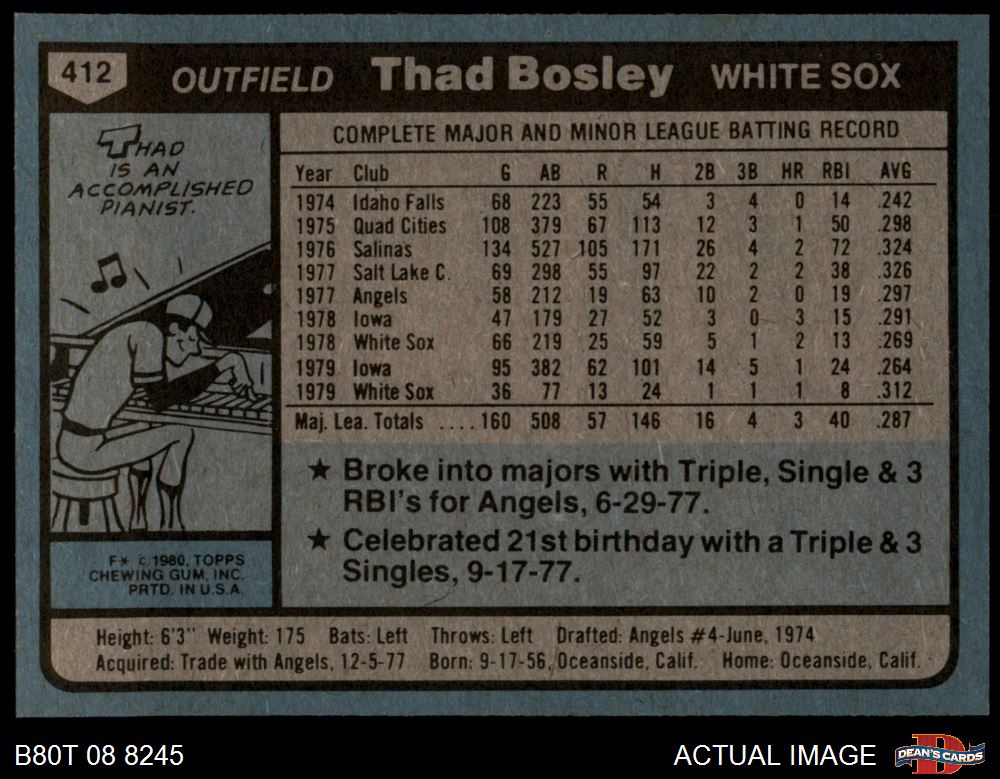 412 OUTFIELD Thad Bosley WHITE SOX
THAD
IS AN
ACCOMPLISHED
PIANIST.
COMPLETE MAJOR AND MINOR LEAGUE BATTING RECORD
Year Club G AB R H 2B 3B HR RBI AVG
1974 Idaho Falls 68 223 55 54 3 4 0 14 .242
1975 Quad Cities 108 379 67 113 12 3 1 50 .298
1976 Salinas 134 527 105 171 26 4 2 72 .324
1977 Salt Lake C. 69 298 55 97 22 2 2 38 .326
1977 Angels 58 212 19 63 10 2 0 19 .297
1978 Iowa 47 179 27 52 3 0 3 15 .291
1978 White Sox 66 219 25 59 5 1 2 13 .269
1979 Iowa 95 382 62 101 14 5 1 24 .264
1979 White Sox 36 77 13 24 1 1 1 8 .312
Maj. Lea. Totals .... 160 508 57 146 16 4 3 40 .287
★ Broke into majors with Triple, Single & 3
RBI's for Angels, 6-29-77.
★ Celebrated 21st birthday with a Triple & 3
Singles, 9-17-77.
F* © 1980, TOPPS
CHEWING GUM, INC.
PRTD. IN U.S.A.
Height: 6'3" Weight: 175 Bats: Left Throws: Left Drafted: Angels #4-June, 1974
Acquired: Trade with Angels, 12-5-77 Born: 9-17-56, Oceanside, Calif. Home: Oceanside, Calif.
B80T 08 8245 ACTUAL IMAGE D DEAN'S CARDS